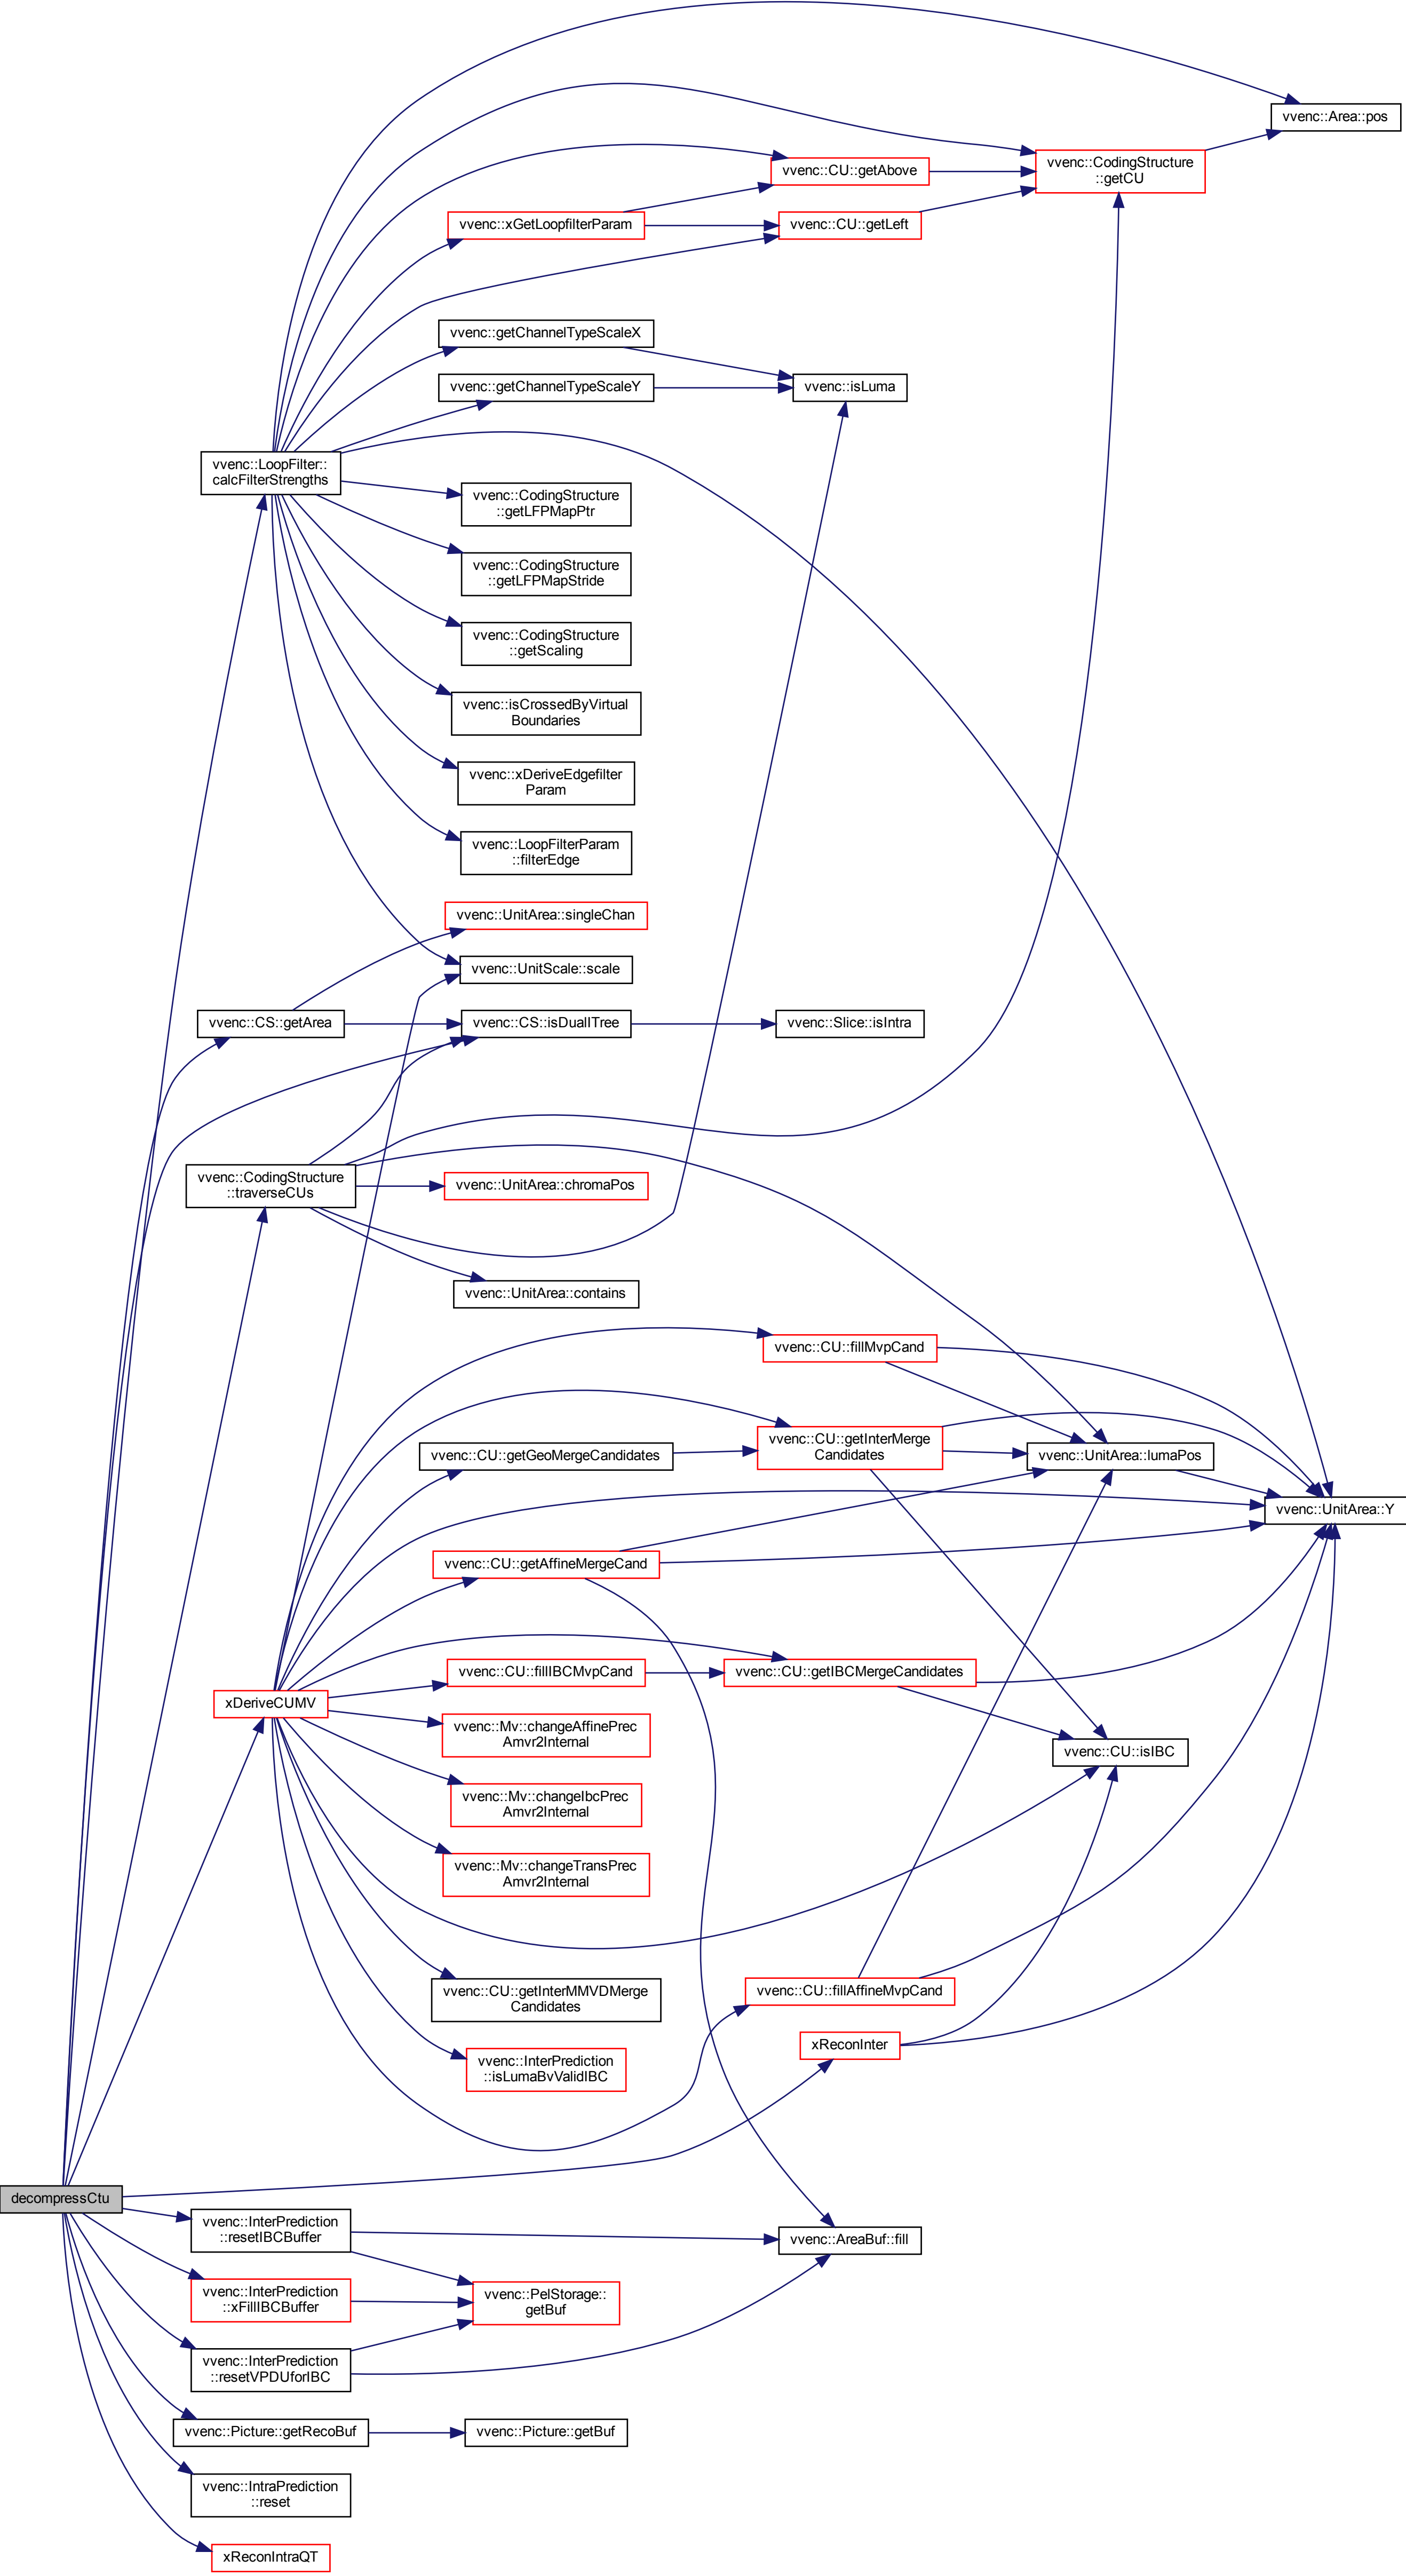 vvenc::Area::pos
vvenc::CodingStructure
::getCU
vvenc::CU::getAbove
vvenc::xGetLoopfilterParam
vvenc::CU::getLeft
vvenc::getChannelTypeScaleX
vvenc::getChannelTypeScaleY
vvenc::isLuma
vvenc::LoopFilter::
calcFilterStrengths
vvenc::CodingStructure
::getLFPMapPtr
vvenc::CodingStructure
::getLFPMapStride
vvenc::CodingStructure
::getScaling
vvenc::isCrossedByVirtual
Boundaries
vvenc::xDeriveEdgefilter
Param
vvenc::LoopFilterParam
::filterEdge
vvenc::UnitArea::singleChan
vvenc::UnitScale::scale
vvenc::CS::getArea
vvenc::CS::isDualITree
vvenc::Slice::isIntra
vvenc::CodingStructure
::traverseCUs
vvenc::UnitArea::chromaPos
vvenc::UnitArea::contains
vvenc::CU::fillMvpCand
vvenc::CU::getInterMerge
Candidates
vvenc::CU::getGeoMergeCandidates
vvenc::UnitArea::lumaPos
vvenc::UnitArea::Y
vvenc::CU::getAffineMergeCand
vvenc::CU::fillIBCMvpCand
vvenc::CU::getIBCMergeCandidates
xDeriveCUMV
vvenc::Mv::changeAffinePrec
Amvr2Internal
vvenc::CU::isIBC
vvenc::Mv::changeIbcPrec
Amvr2Internal
vvenc::Mv::changeTransPrec
Amvr2Internal
vvenc::CU::getInterMMVDMerge
Candidates
vvenc::CU::fillAffineMvpCand
xReconInter
vvenc::InterPrediction
::isLumaBvValidIBC
decompressCtu
vvenc::InterPrediction
::resetIBCBuffer
vvenc::AreaBuf::fill
vvenc::InterPrediction
::xFillIBCBuffer
vvenc::PelStorage::
getBuf
vvenc::InterPrediction
::resetVPDUforIBC
vvenc::Picture::getRecoBuf
vvenc::Picture::getBuf
vvenc::IntraPrediction
::reset
xReconIntraQT